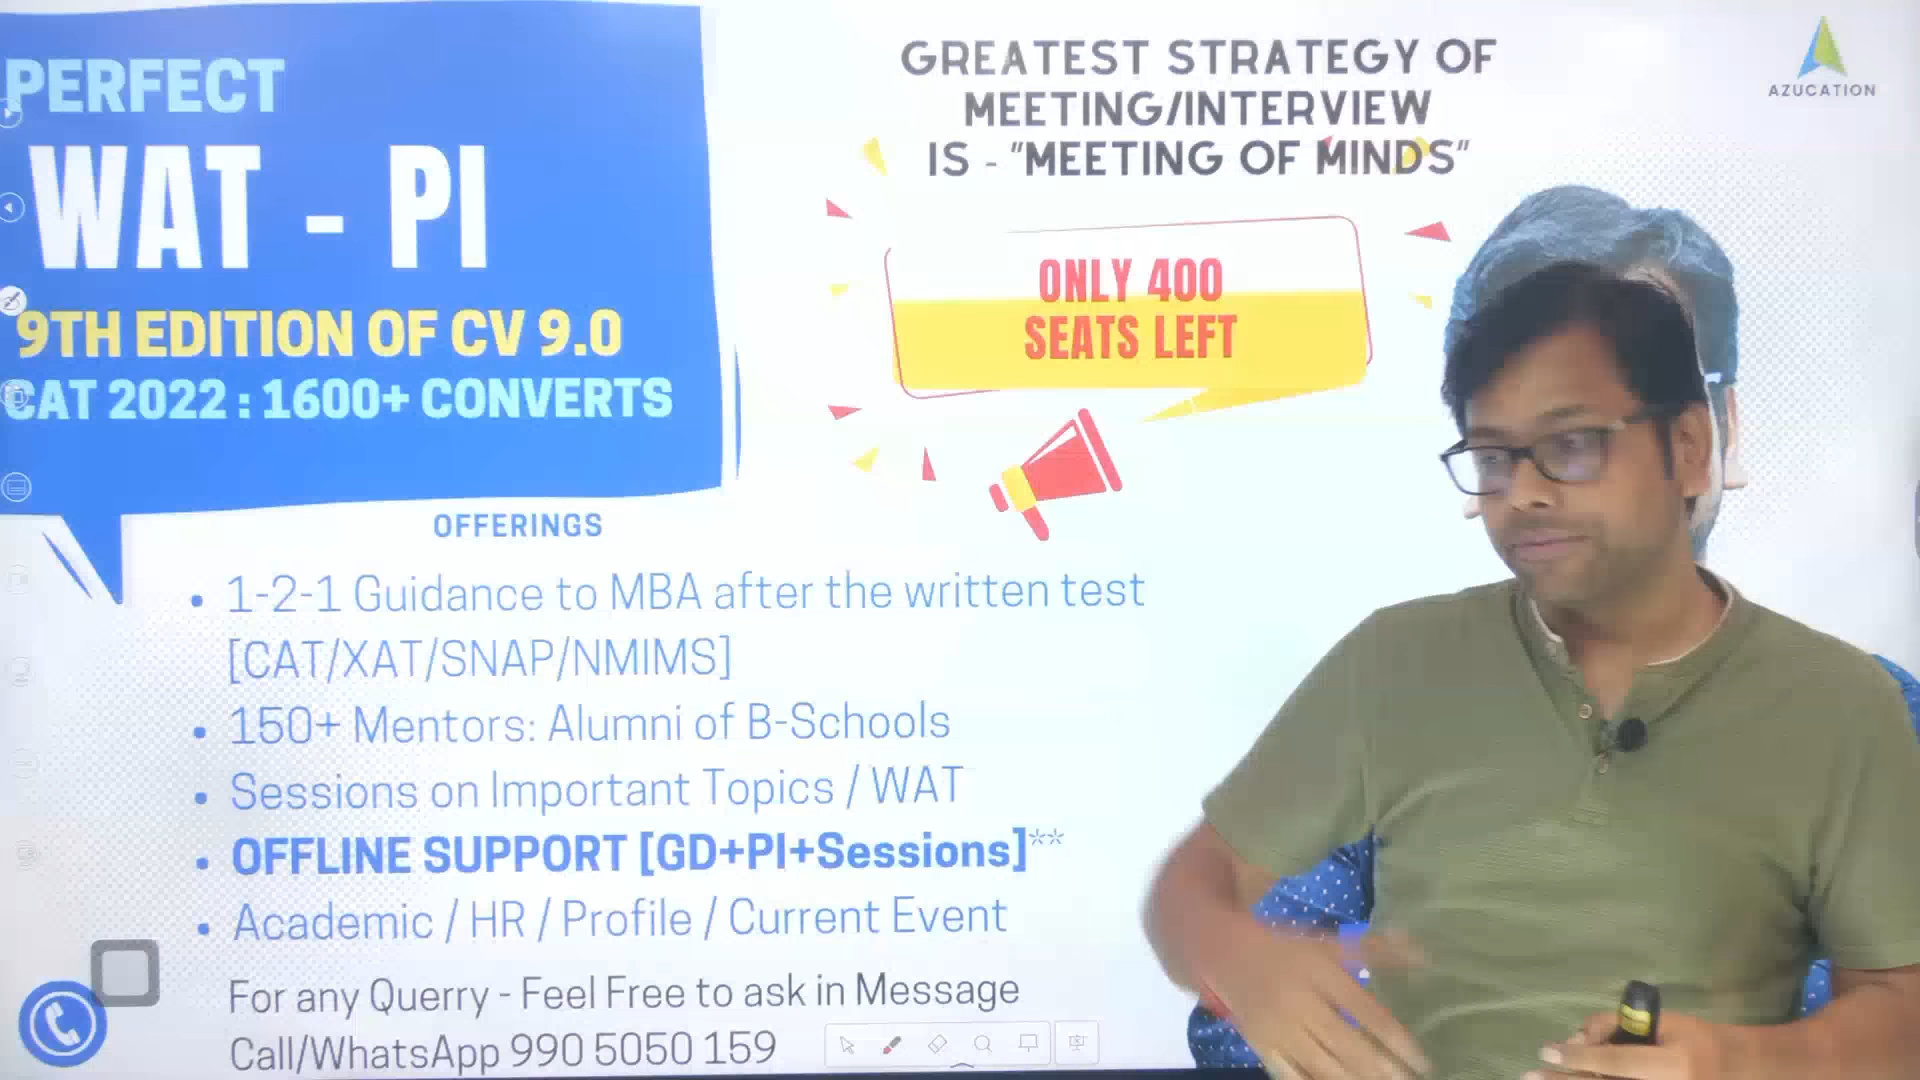 PERFECT
WAT - PI
9TH EDITION OF CV 9.0
CAT 2022 : 1600+ CONVERTS
GREATEST STRATEGY OF
MEETING/INTERVIEW
IS - "MEETING OF MINDS"
AZUCATION
ONLY 400
SEATS LEFT
OFFERINGS
• 1-2-1 Guidance to MBA after the written test
[CAT/XAT/SNAP/NMIMS]
• 150+ Mentors: Alumni of B-Schools
• Sessions on Important Topics / WAT
• OFFLINE SUPPORT [GD+PI+Sessions]**
• Academic / HR / Profile / Current Event
For any Querry - Feel Free to ask in Message
Call/WhatsApp 990 5050 159